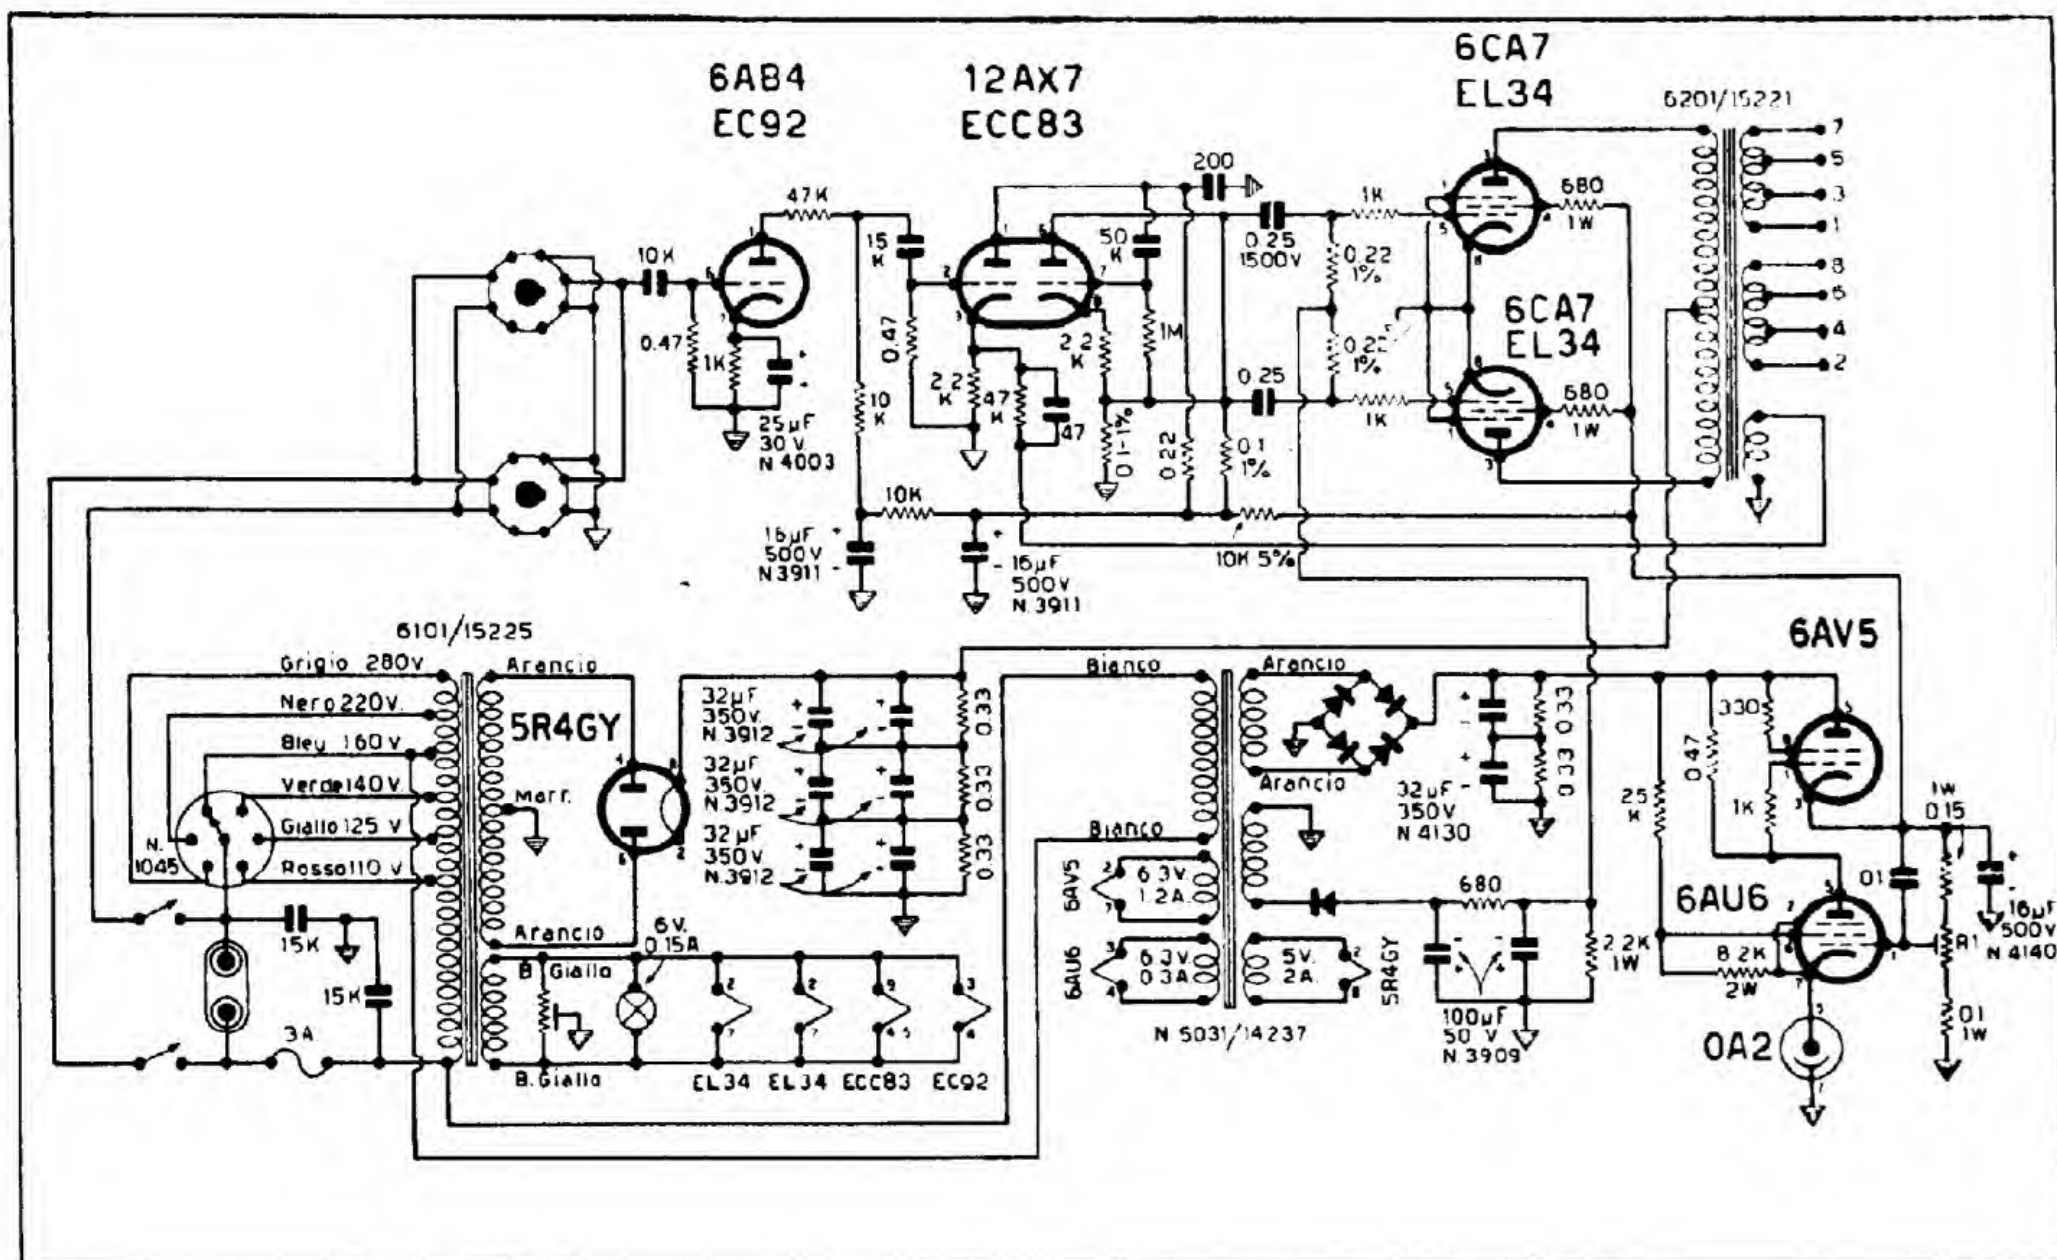 6AB4
EC92
12AX7
ECC83
6CA7
EL34
6201/15221
7
5
3
1
8
6
4
2
200
47K
15
K
50
K
0.25
1500V
1K
680
1W
0.22
1%
10K
0.47
1K
25µF
30V.
N 4003
10
K
0.47
2.2
K
47
K
47
2.2
K
1M
0.1-1%
0.22
0.1
1%
0.25
0.22
1%
1K
6CA7
EL34
680
1W
10K
16µF
500V
N3911
16µF
500V
N.3911
10K 5%
6101/15225
Grigio 280V
Nero 220V.
Bleu 160V
Verde 140V.
Giallo 125 V
Rosso 110 V
N.
1045
Arancio
5R4GY
Marr.
Arancio
B. Giallo
B. Giallo
6V.
0.15A
15K
15K
3A
32µF
350V.
N.3912
32µF
350V.
N.3912
32µF
350V.
N.3912
0.33
0.33
0.33
EL34
EL34
ECC83
EC92
Bianco
Bianco
6AV5
6.3V.
1.2A.
6AU6
6.3V.
0.3A.
5V.
2A.
5R4GY
N 5031/14237
Arancio
Arancio
32µF
350V.
N 4130
0.33
0.33
680
100µF
50 V
N 3909
2.2K
1W
25
K
0.47
330
1K
6AV5
1W
0.15
01
6AU6
8.2K
2W
R1
16µF
500V
N 4140
0A2
01
1W